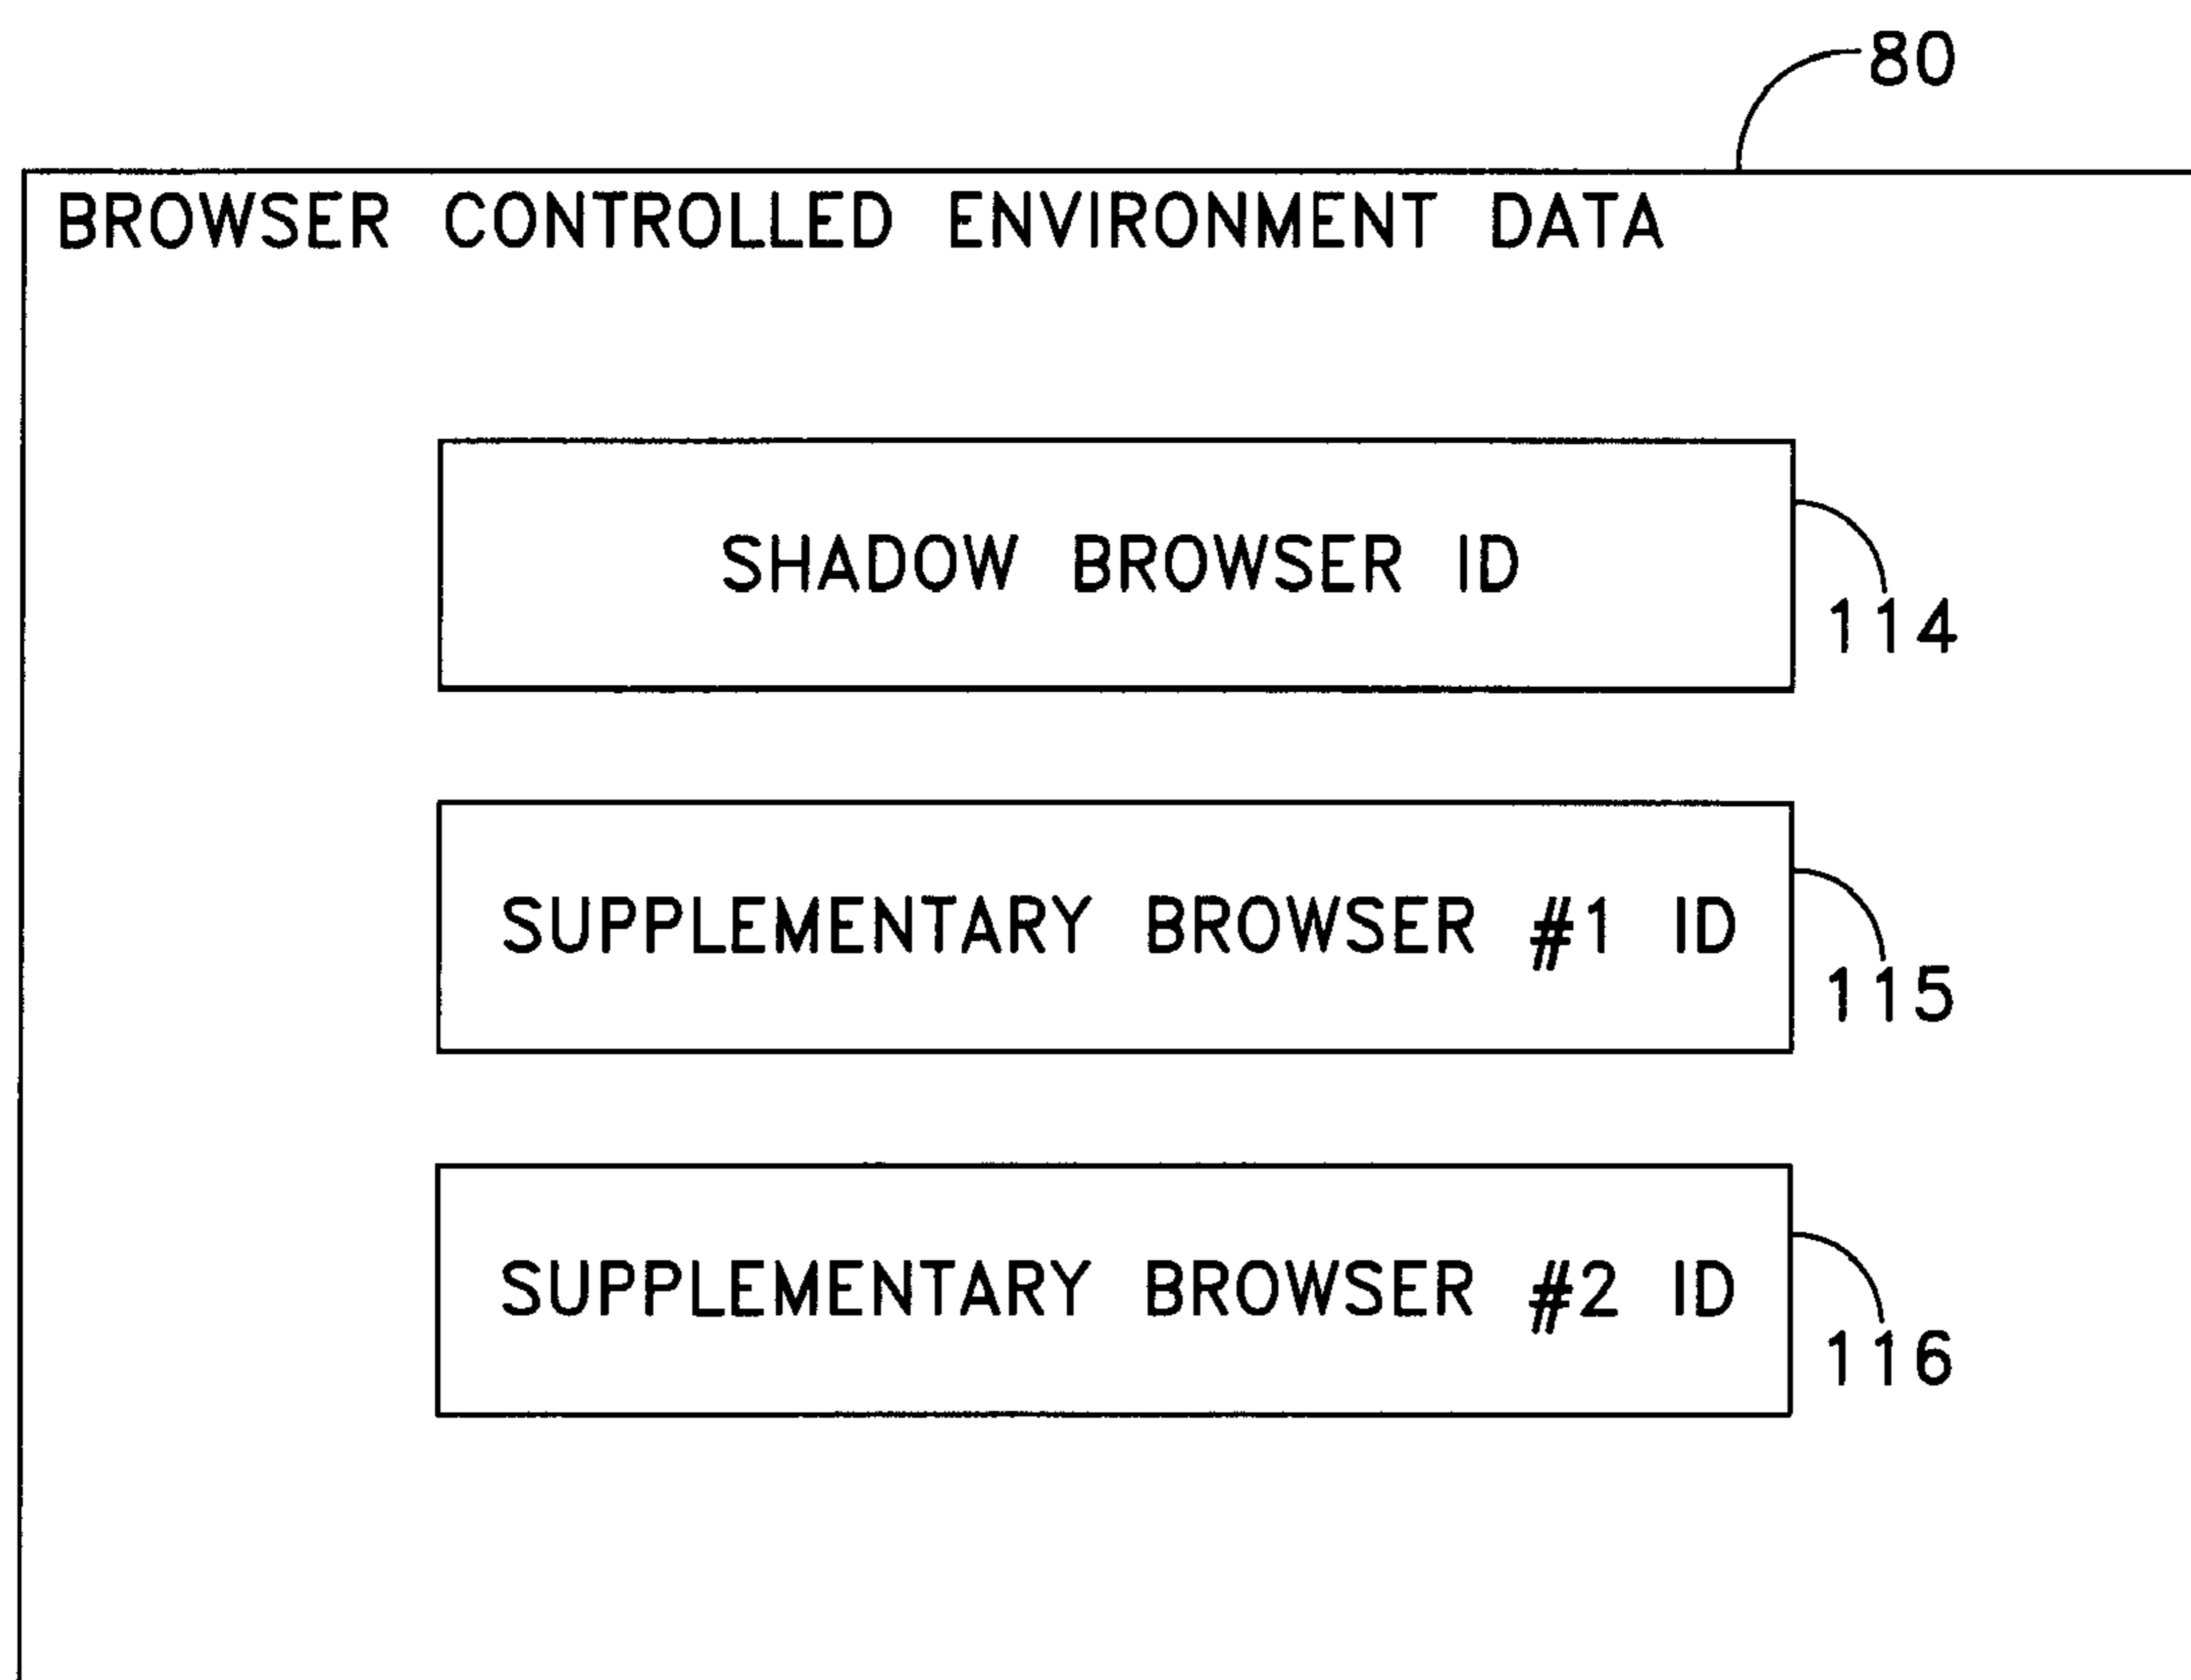 80
BROWSER CONTROLLED ENVIRONMENT DATA
SHADOW BROWSER ID
114
SUPPLEMENTARY BROWSER #1 ID
115
SUPPLEMENTARY BROWSER #2 ID
116